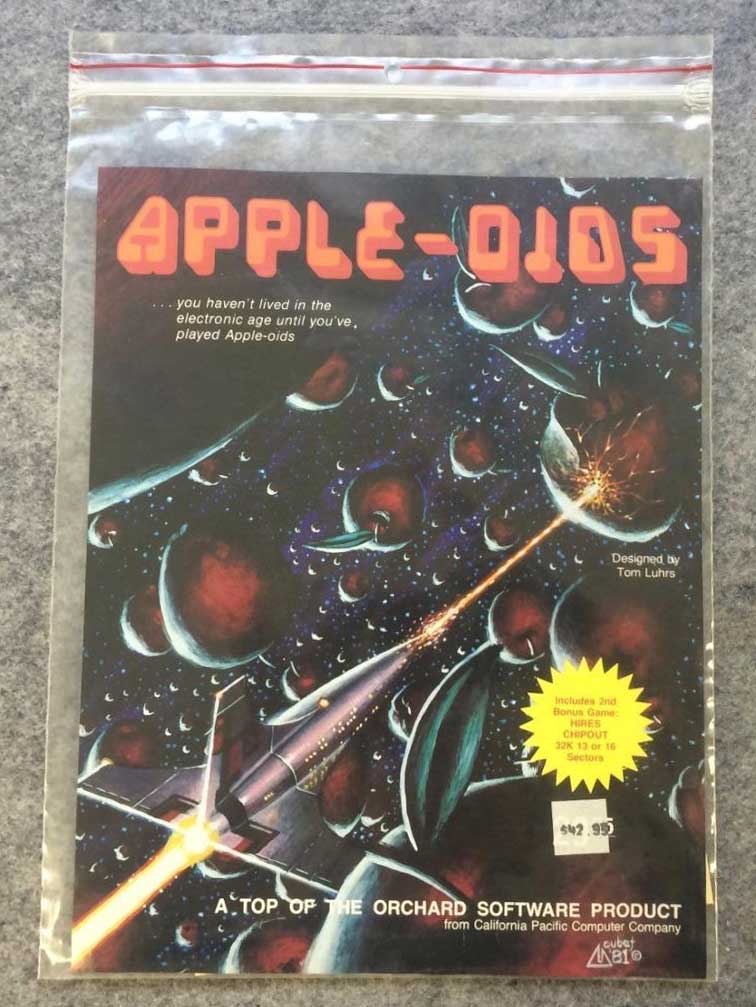 APPLE-OIDS
...you haven't lived in the
electronic age until you've
played Apple-oids
Designed by
Tom Luhrs
Includes 2nd
Bonus Game:
HIRES
CHIPOUT
32K 13 or 16
Sectors
$42.95
A TOP OF THE ORCHARD SOFTWARE PRODUCT
from California Pacific Computer Company
'81©